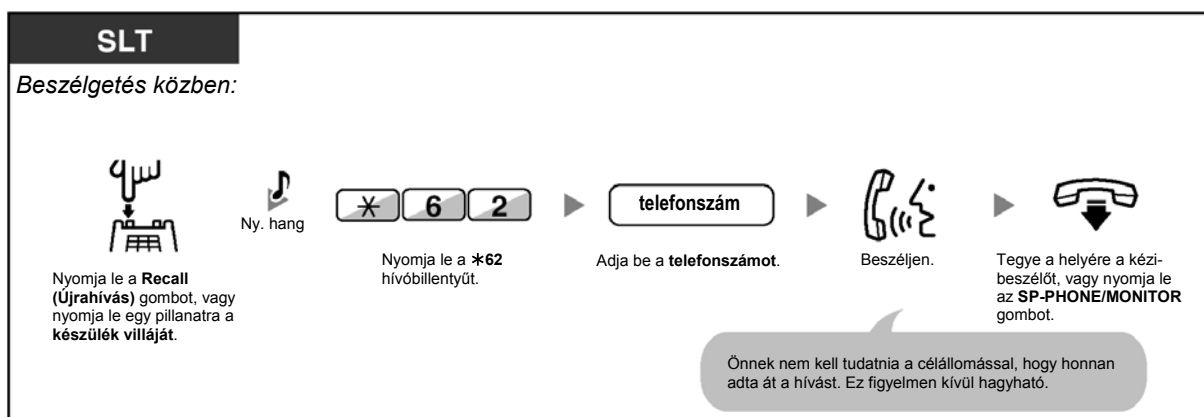 SLT
Beszélgetés közben:
Ny. hang
* 6 2
telefonszám
Nyomja le a Recall
(Újrahívás) gombot, vagy
nyomja le egy pillanatra a
készülék villáját.
Nyomja le a *62
hívóbillentyűt.
Adja be a telefonszámot.
Beszéljen.
Tegye a helyére a kézi-
beszélőt, vagy nyomja le
az SP-PHONE/MONITOR
gombot.
Önnek nem kell tudatnia a célállomással, hogy honnan
adta át a hívást. Ez figyelmen kívül hagyható.